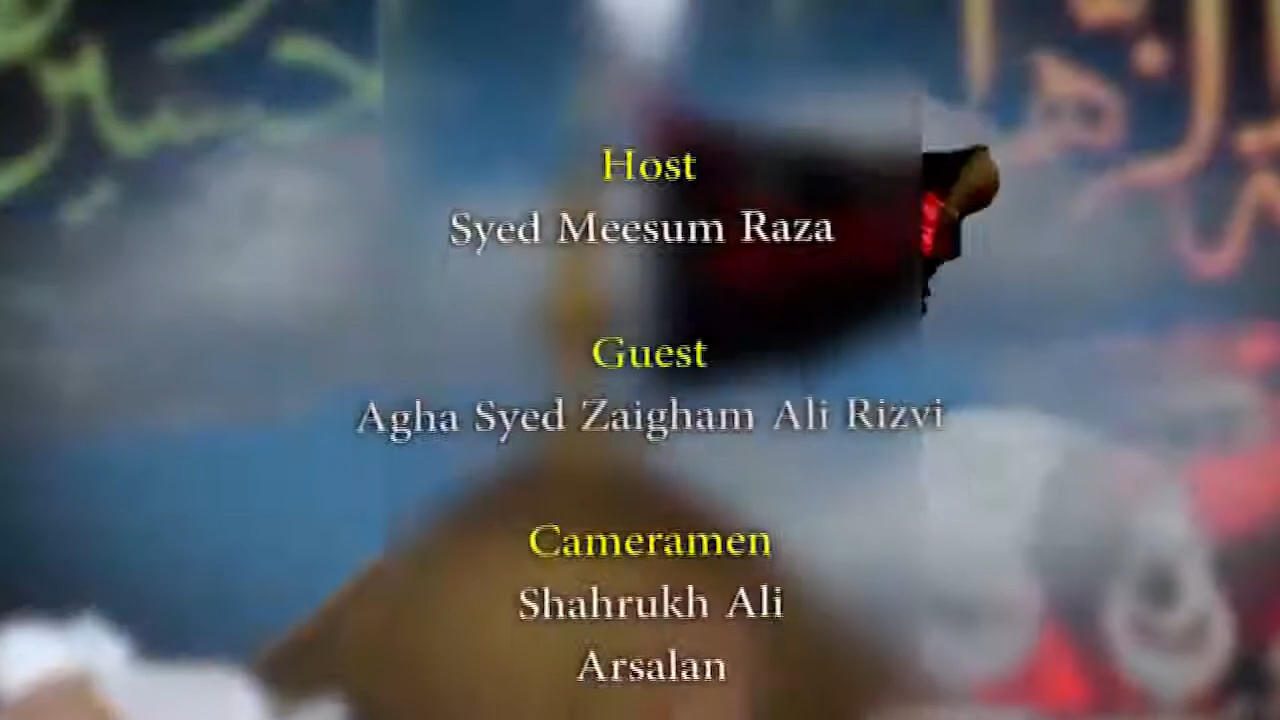 Host
Syed Meesum Raza
Guest
Agha Syed Zaigham Ali Rizvi
Cameramen
Shahrukh Ali
Arsalan